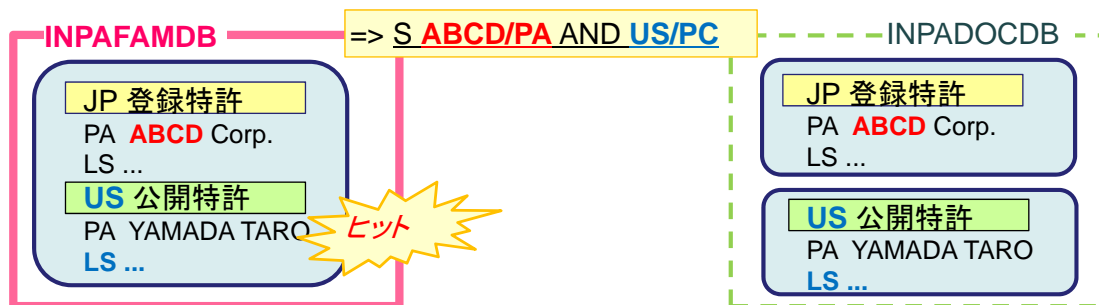 INPAFAMDB
=> S ABCD/PA AND US/PC
INPADOCDB
JP 登録特許
PA ABCD Corp.
LS ...
US 公開特許
PA YAMADA TARO
LS ...
ヒット
JP 登録特許
PA ABCD Corp.
LS ...
US 公開特許
PA YAMADA TARO
LS ...